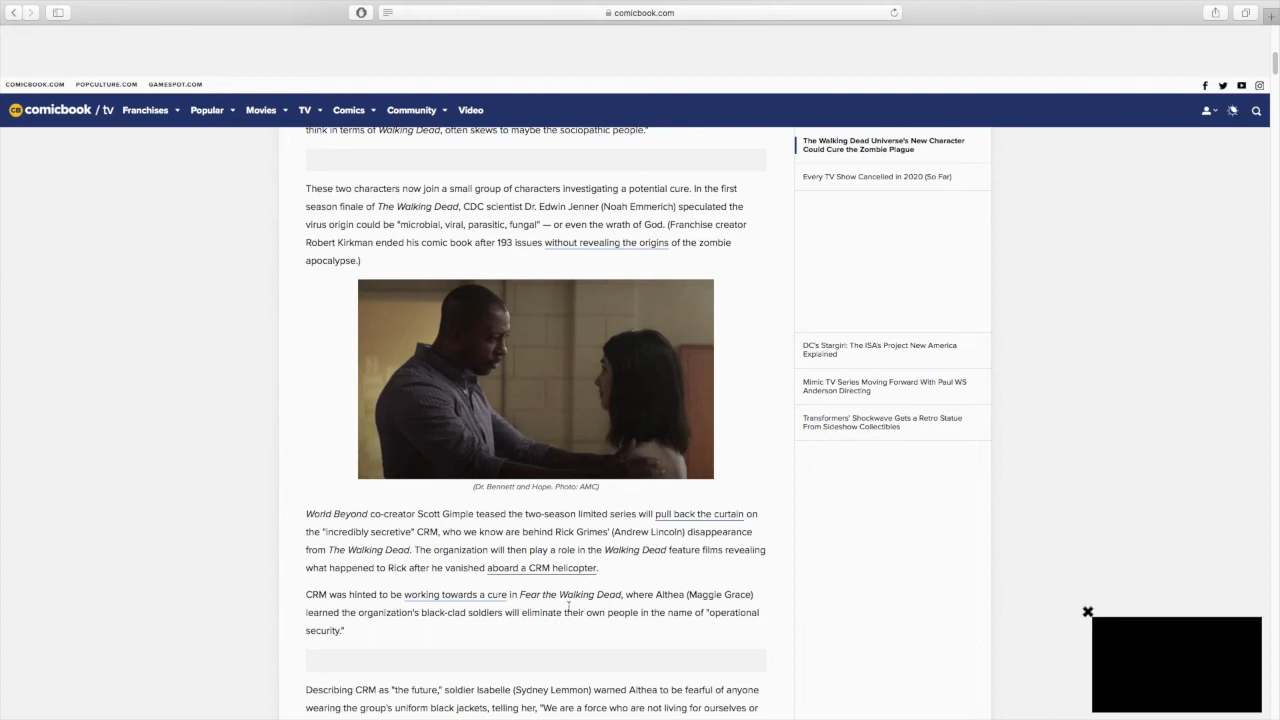 comicbook.com
COMICBOOK.COM POPCULTURE.COM GAMESPOT.COM
CB comicbook / tv Franchises Popular Movies TV Comics Community Video
think in terms of Walking Dead, often skews to maybe the sociopathic people."
These two characters now join a small group of characters investigating a potential cure. In the first
season finale of The Walking Dead, CDC scientist Dr. Edwin Jenner (Noah Emmerich) speculated the
virus origin could be "microbial, viral, parasitic, fungal" — or even the wrath of God. (Franchise creator
Robert Kirkman ended his comic book after 193 issues without revealing the origins of the zombie
apocalypse.)
(Dr. Bennett and Hope. Photo: AMC)
World Beyond co-creator Scott Gimple teased the two-season limited series will pull back the curtain on
the "incredibly secretive" CRM, who we know are behind Rick Grimes' (Andrew Lincoln) disappearance
from The Walking Dead. The organization will then play a role in the Walking Dead feature films revealing
what happened to Rick after he vanished aboard a CRM helicopter.
CRM was hinted to be working towards a cure in Fear the Walking Dead, where Althea (Maggie Grace)
learned the organization's black-clad soldiers will eliminate their own people in the name of "operational
security."
Describing CRM as "the future," soldier Isabelle (Sydney Lemmon) warned Althea to be fearful of anyone
wearing the group's uniform black jackets, telling her, "We are a force who are not living for ourselves or
The Walking Dead Universe's New Character
Could Cure the Zombie Plague
Every TV Show Cancelled in 2020 (So Far)
DC's Stargirl: The ISA's Project New America
Explained
Mimic TV Series Moving Forward With Paul WS
Anderson Directing
Transformers' Shockwave Gets a Retro Statue
From Sideshow Collectibles